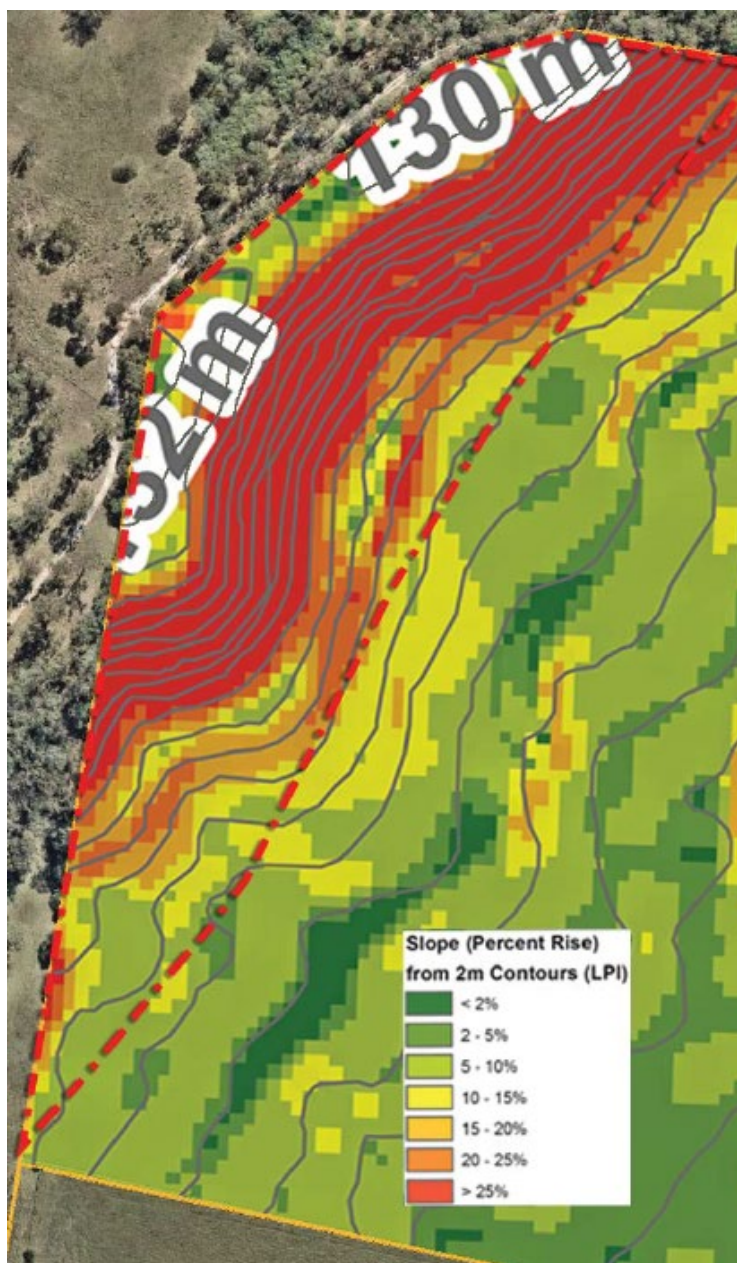 130 m
32 m
Slope (Percent Rise)
from 2m Contours (LPI)
< 2%
2 - 5%
5 - 10%
10 - 15%
15 - 20%
20 - 25%
> 25%